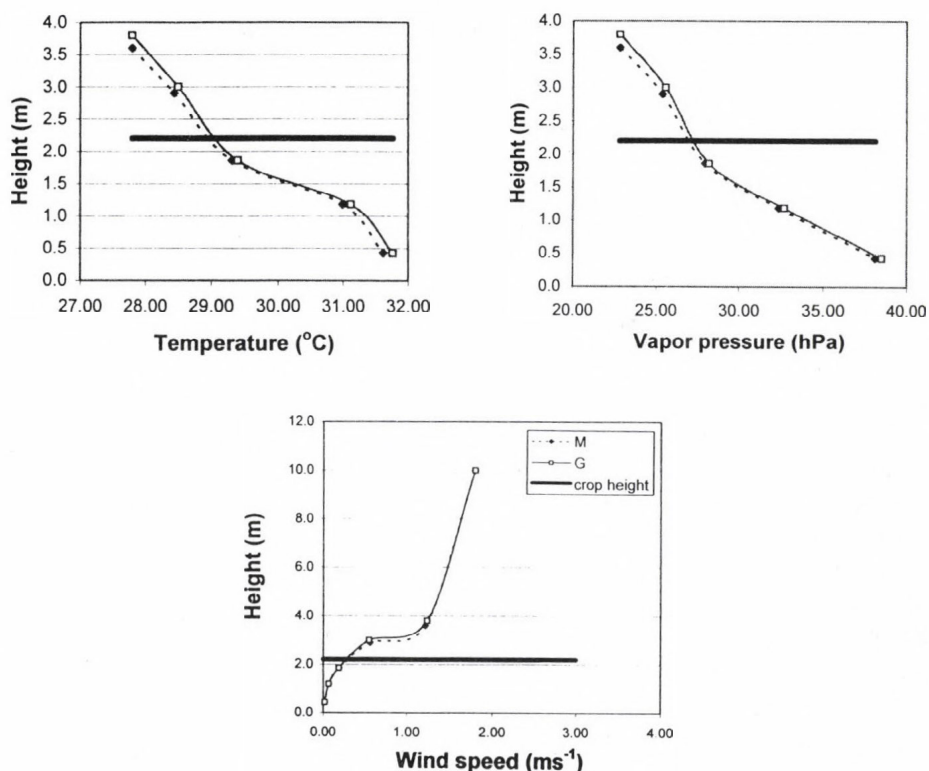 4.0
3.5
3.0
2.5
2.0
1.5
1.0
0.5
0.0
Height (m)
27.00 28.00 29.00 30.00 31.00 32.00
Temperature (°C)
4.0
3.5
3.0
2.5
2.0
1.5
1.0
0.5
0.0
Height (m)
20.00 25.00 30.00 35.00 40.00
Vapor pressure (hPa)
12.0
10.0
8.0
6.0
4.0
2.0
0.0
Height (m)
0.00 1.00 2.00 3.00 4.00
Wind speed (ms⁻¹)
M
G
crop height